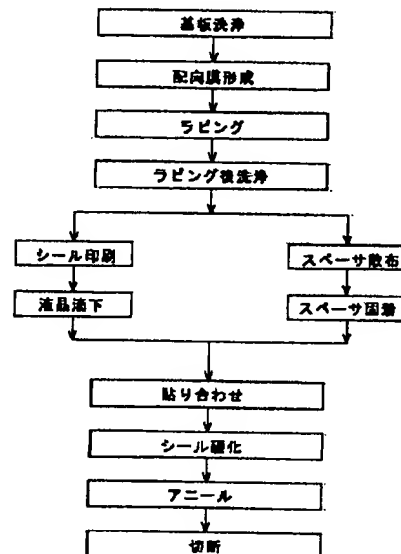 基板洗浄
配向膜形成
ラビング
ラビング後洗浄
シール印刷
スペーサ散布
液晶滴下
スペーサ固着
貼り合わせ
シール硬化
アニール
切断